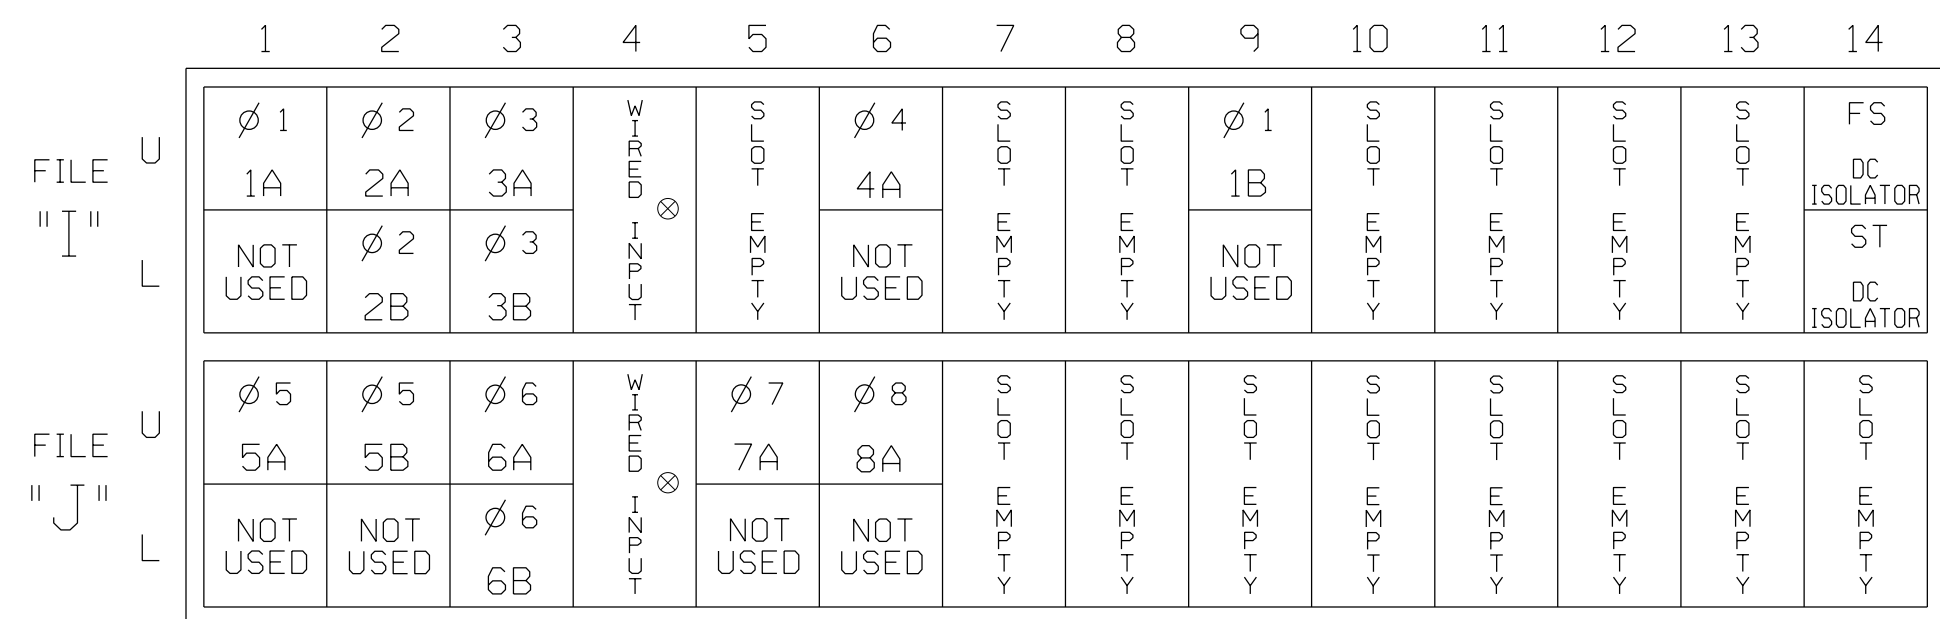 1 2 3 4 5 6 7 8 9 10 11 12 13 14
FILE "I"
U
Ø 1 1A
Ø 2 2A
Ø 3 3A
WIRED INPUT
SLOT EMPTY
Ø 4 4A
SLOT EMPTY
SLOT EMPTY
Ø 1 1B
SLOT EMPTY
SLOT EMPTY
SLOT EMPTY
SLOT EMPTY
FS DC ISOLATOR
L
NOT USED
Ø 2 2B
Ø 3 3B
NOT USED
NOT USED
ST DC ISOLATOR
FILE "J"
U
Ø 5 5A
Ø 5 5B
Ø 6 6A
WIRED INPUT
Ø 7 7A
Ø 8 8A
SLOT EMPTY
SLOT EMPTY
SLOT EMPTY
SLOT EMPTY
SLOT EMPTY
SLOT EMPTY
SLOT EMPTY
SLOT EMPTY
L
NOT USED
NOT USED
Ø 6 6B
NOT USED
NOT USED